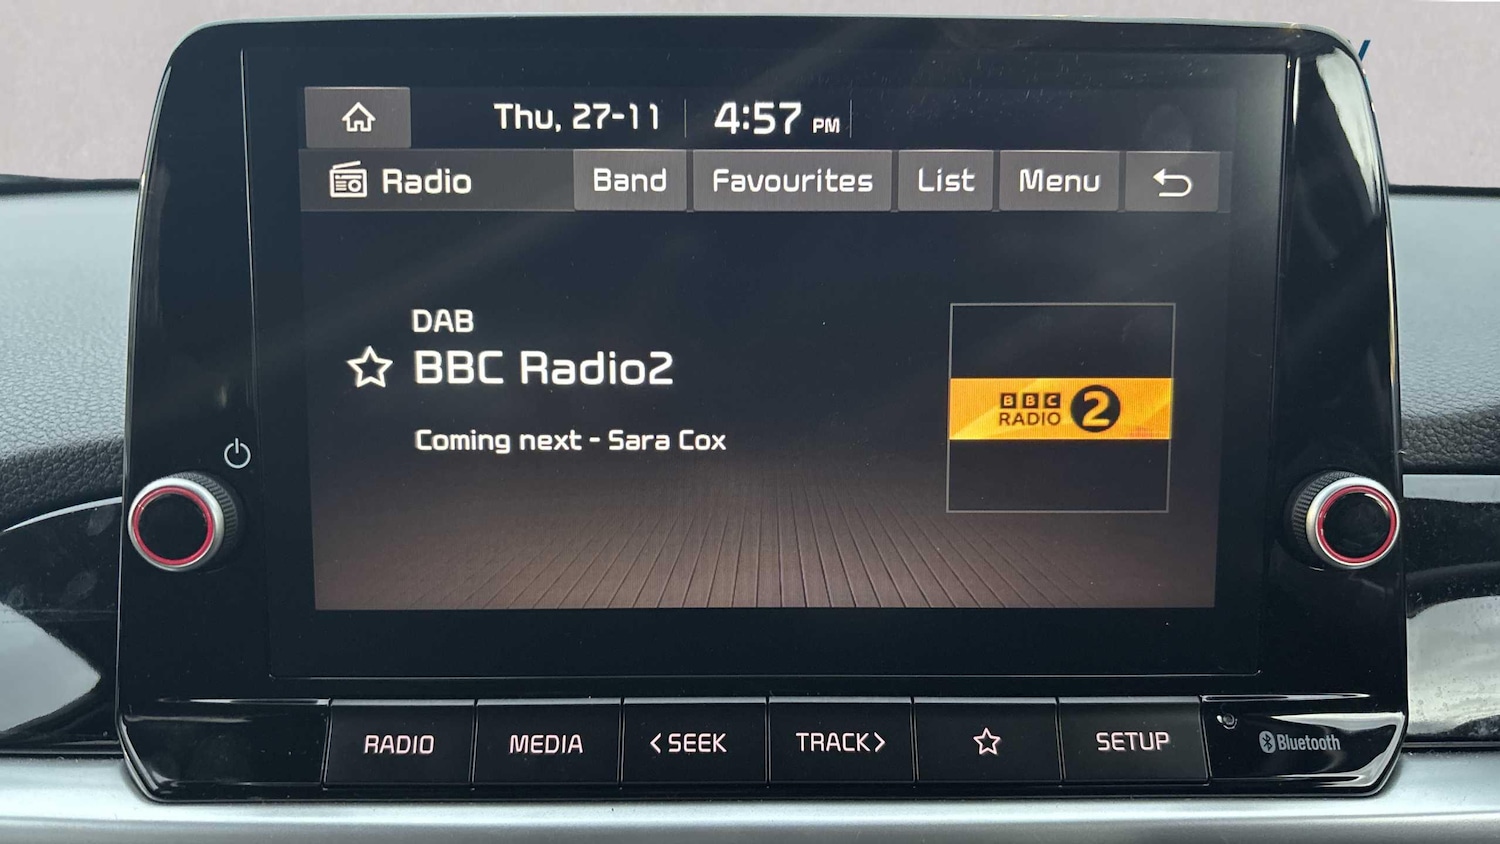 Thu, 27-11 4:57 PM
Radio Band Favourites List Menu
DAB
BBC Radio2
Coming next - Sara Cox
BBC
RADIO 2
RADIO MEDIA <SEEK TRACK> SETUP Bluetooth